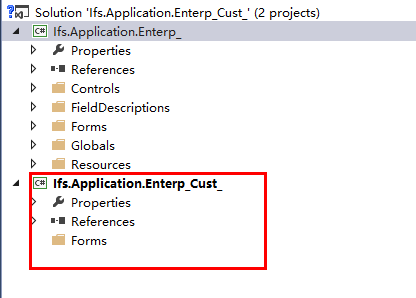 Solution 'Ifs.Application.Enterp_Cust_' (2 projects)
C# Ifs.Application.Enterp_
Properties
References
Controls
FieldDescriptions
Forms
Globals
Resources
C# Ifs.Application.Enterp_Cust_
Properties
References
Forms